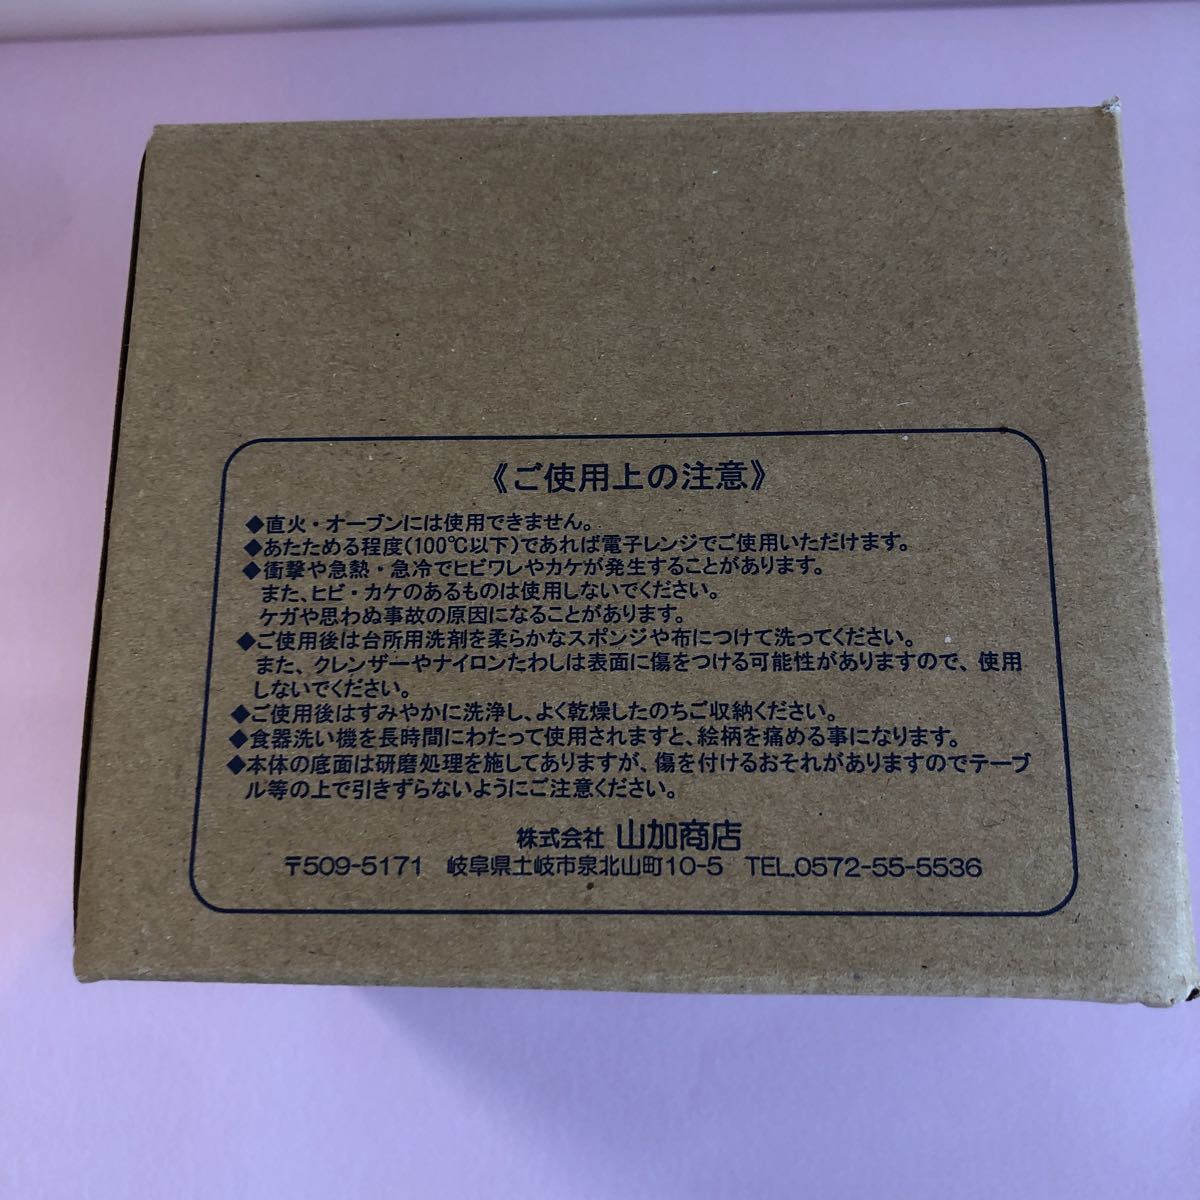 《ご使用上の注意》
◆直火・オーブンには使用できません。
◆あたためる程度(100℃以下)であれば電子レンジでご使用いただけます。
◆衝撃や急熱・急冷でヒビワレやカケが発生することがあります。
また、ヒビ・カケのあるものは使用しないでください。
ケガや思わぬ事故の原因になることがあります。
◆ご使用後は台所用洗剤を柔らかなスポンジや布につけて洗ってください。
また、クレンザーやナイロンたわしは表面に傷をつける可能性がありますので、使用
しないでください。
◆ご使用後はすみやかに洗浄し、よく乾燥したのちご収納ください。
◆食器洗い機を長時間にわたって使用されますと、絵柄を痛める事になります。
◆本体の底面は研磨処理を施してありますが、傷を付けるおそれがありますのでテーブ
ル等の上で引きずらないようにご注意ください。
株式会社 山加商店
〒509-5171 岐阜県土岐市泉北山町10-5 TEL.0572-55-5536